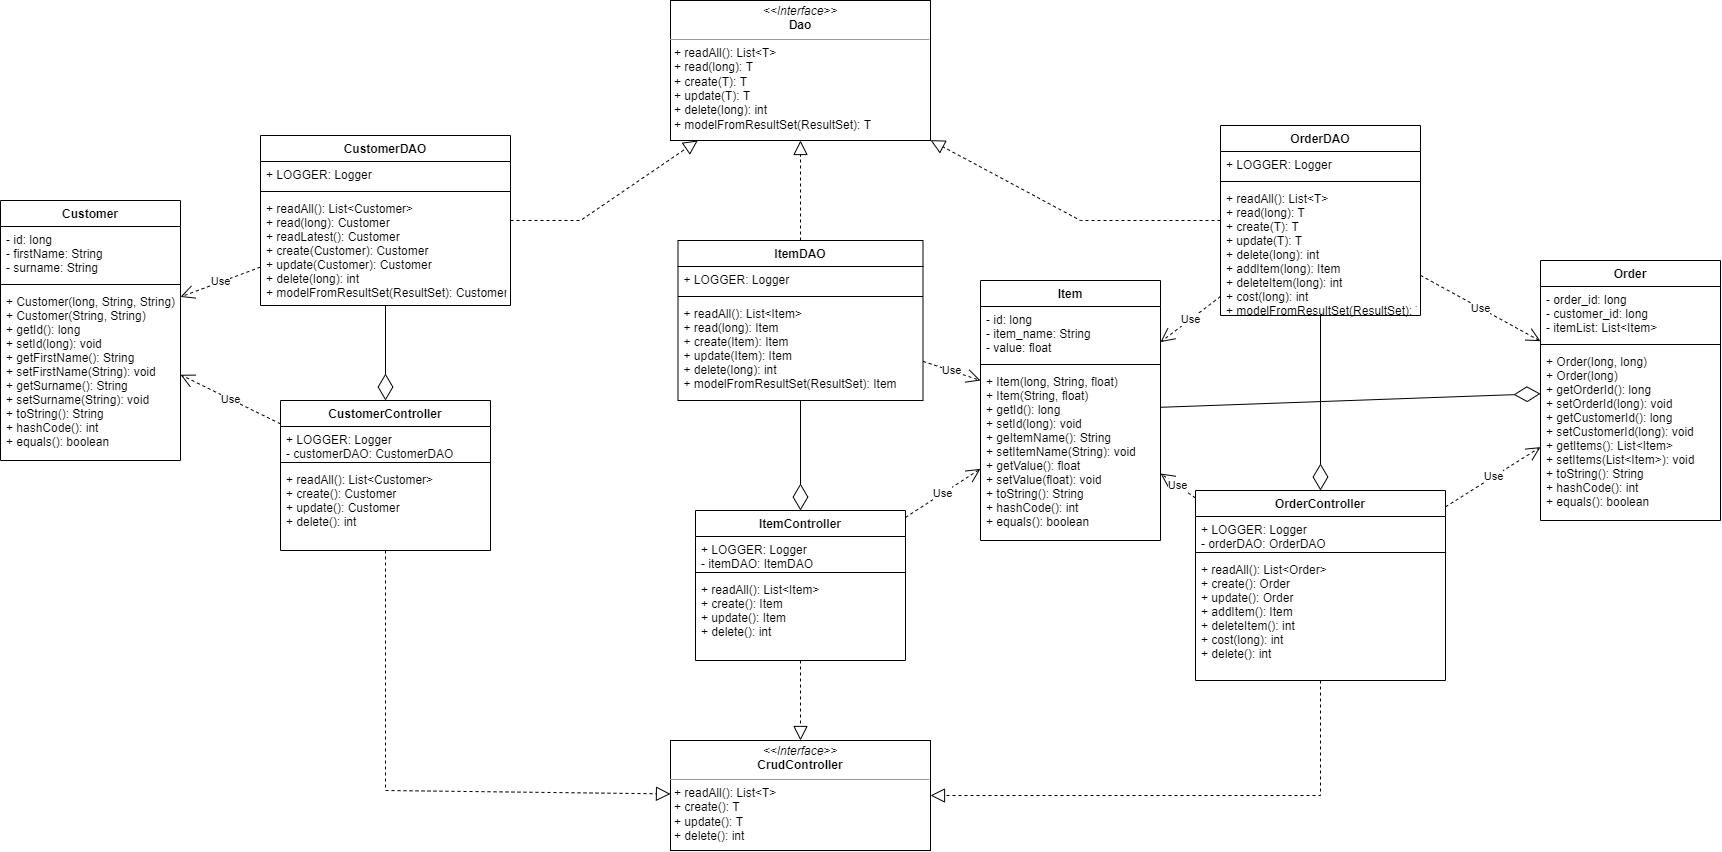 <<Interface>>
Dao
+ readAll(): List<T>
+ read(long): T
+ create(T): T
+ update(T): T
+ delete(long): int
+ modelFromResultSet(ResultSet): T
CustomerDAO
+ LOGGER: Logger
+ readAll(): List<Customer>
+ read(long): Customer
+ readLatest(): Customer
+ create(Customer): Customer
+ update(Customer): Customer
+ delete(long): int
+ modelFromResultSet(ResultSet): Customer
OrderDAO
+ LOGGER: Logger
+ readAll(): List<T>
+ read(long): T
+ create(T): T
+ update(T): T
+ delete(long): int
+ addItem(long): Item
+ deleteItem(long): int
+ cost(long): int
+ modelFromResultSet(ResultSet):
Customer
- id: long
- firstName: String
- surname: String
+ Customer(long, String, String)
+ Customer(String, String)
+ getId(): long
+ setId(long): void
+ getFirstName(): String
+ setFirstName(String): void
+ getSurname(): String
+ setSurname(String): void
+ toString(): String
+ hashCode(): int
+ equals(): boolean
Use
Use
ItemDAO
+ LOGGER: Logger
+ readAll(): List<Item>
+ read(long): Item
+ create(Item): Item
+ update(Item): Item
+ delete(long): int
+ modelFromResultSet(ResultSet): Item
Use
Item
- id: long
- item_name: String
- value: float
+ Item(long, String, float)
+ Item(String, float)
+ getId(): long
+ setId(long): void
+ geItemName(): String
+ setItemName(String): void
+ getValue(): float
+ setValue(float): void
+ toString(): String
+ hashCode(): int
+ equals(): boolean
Use
Use
Order
- order_id: long
- customer_id: long
- itemList: List<Item>
+ Order(long, long)
+ Order(long)
+ getOrderId(): long
+ setOrderId(long): void
+ getCustomerId(): long
+ setCustomerId(long): void
+ getItems(): List<Item>
+ setItems(List<Item>): void
+ toString(): String
+ hashCode(): int
+ equals(): boolean
CustomerController
+ LOGGER: Logger
- customerDAO: CustomerDAO
+ readAll(): List<Customer>
+ create(): Customer
+ update(): Customer
+ delete(): int
ItemController
+ LOGGER: Logger
- itemDAO: ItemDAO
+ readAll(): List<Item>
+ create(): Item
+ update(): Item
+ delete(): int
Use
Use
Use
OrderController
+ LOGGER: Logger
- orderDAO: OrderDAO
+ readAll(): List<Order>
+ create(): Order
+ update(): Order
+ addItem(): Item
+ deleteItem(): int
+ cost(long): int
+ delete(): int
<<Interface>>
CrudController
+ readAll(): List<T>
+ create(): T
+ update(): T
+ delete(): int